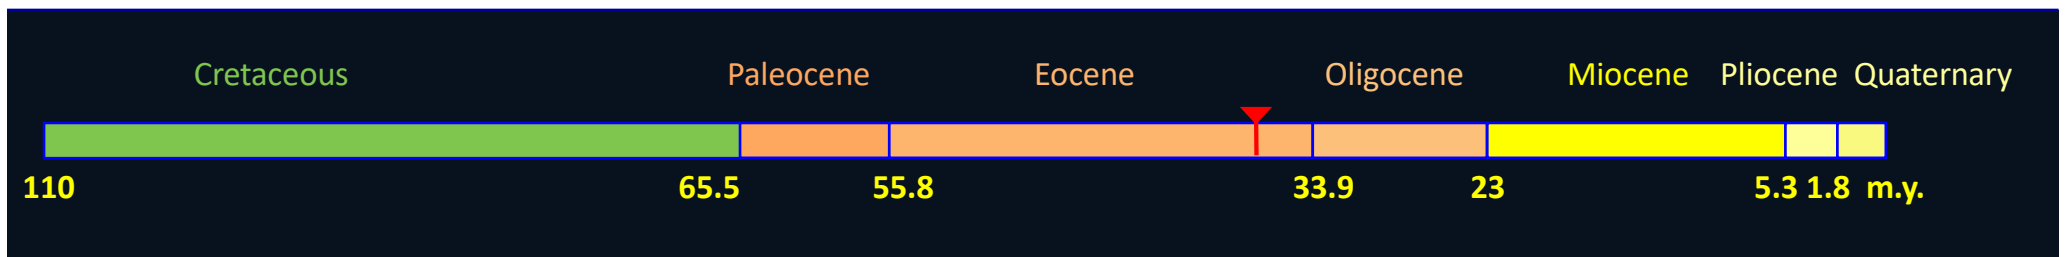 Cretaceous Paleocene Eocene Oligocene Miocene Pliocene Quaternary
110 65.5 55.8 33.9 23 5.3 1.8 m.y.